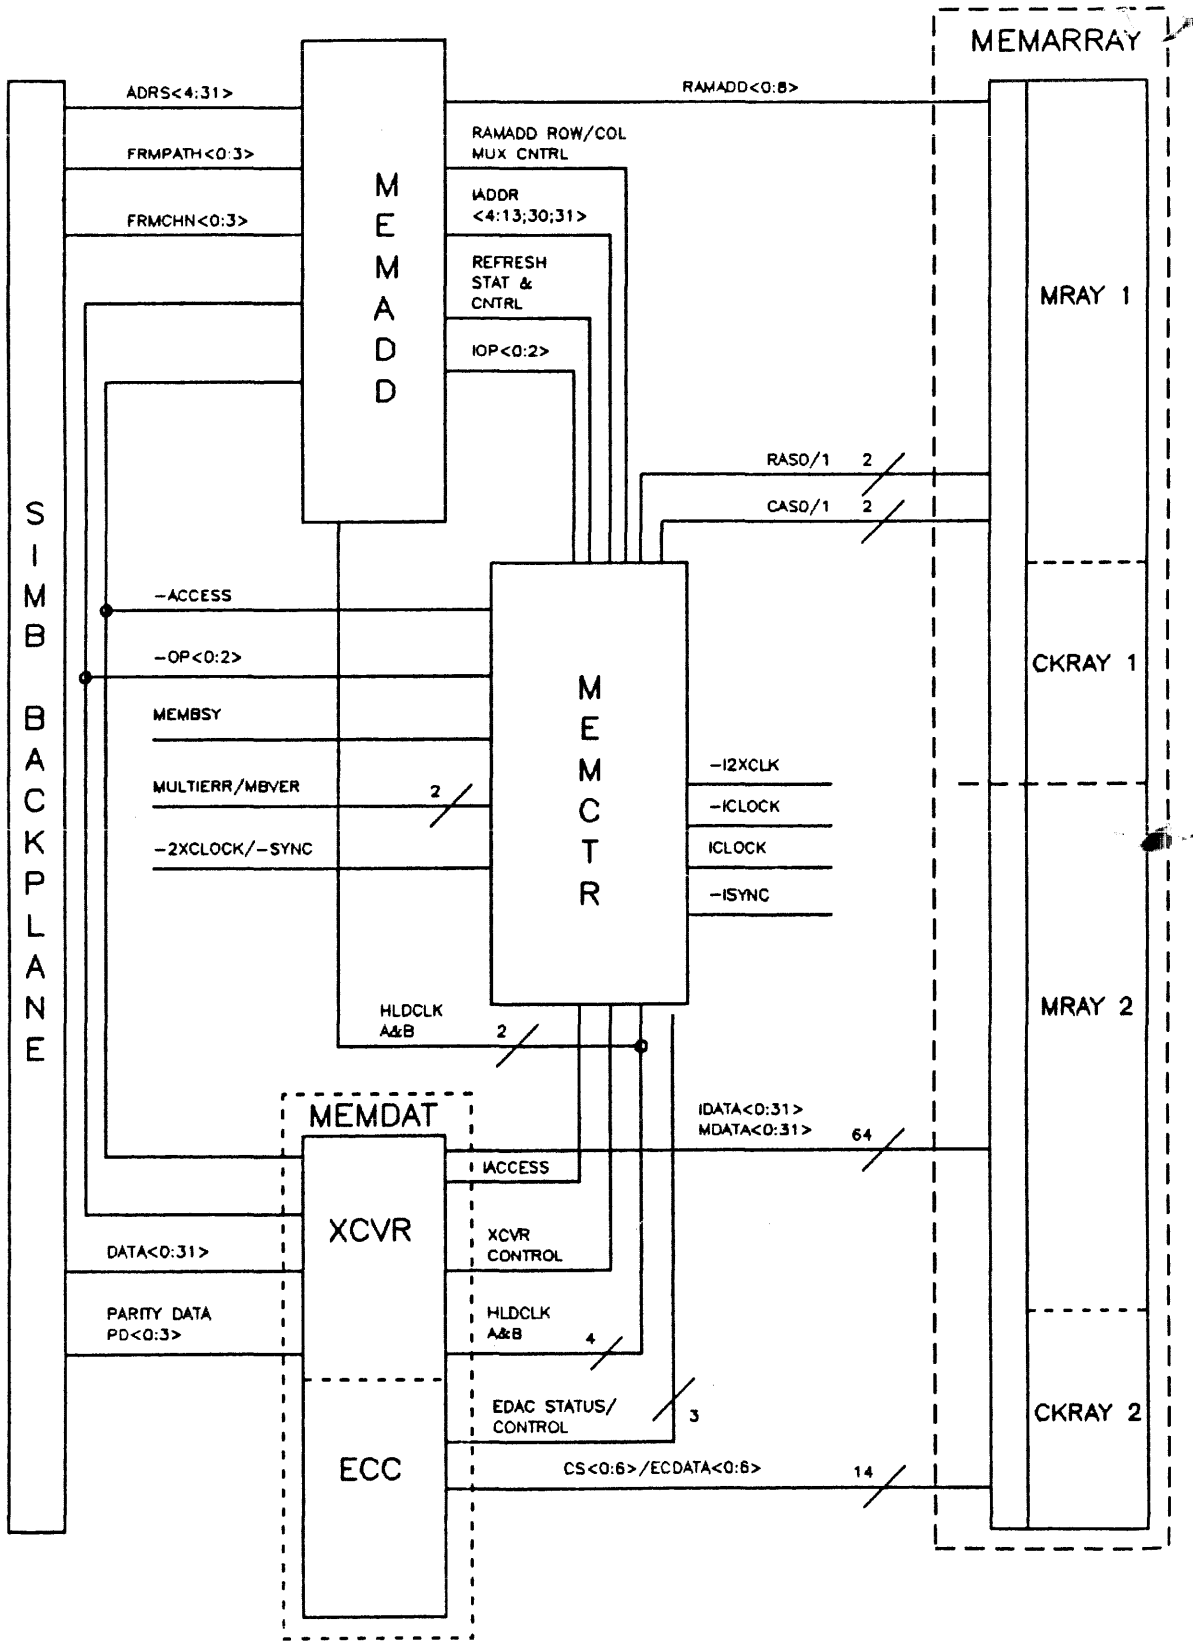 MEMARRAY
ADRS<4:31>
RAMADD<0:8>
FRMPATH<0:3>
RAMADD ROW/COL
MUX CNTRL
MEMADD
IADDR
<4:13;30;31>
FRMCHN<0:3>
REFRESH
STAT &
CNTRL
MRAY 1
IOP<0:2>
RAS0/1 2
CAS0/1 2
SIMB BACKPLANE
-ACCESS
-OP<0:2>
CKRAY 1
MEMCTR
MEMBSY
-I2XCLK
MULTIERR/MBVER 2
-ICLOCK
-2XCLOCK/-SYNC
ICLOCK
-ISYNC
HLDCLK
A&B 2
MRAY 2
MEMDAT
IDATA<0:31>
MDATA<0:31> 64
IACCESS
XCVR
DATA<0:31>
XCVR
CONTROL
PARITY DATA
PD<0:3>
HLDCLK
A&B 4
EDAC STATUS/
CONTROL 3
CKRAY 2
ECC
CS<0:6>/ECDATA<0:6> 14